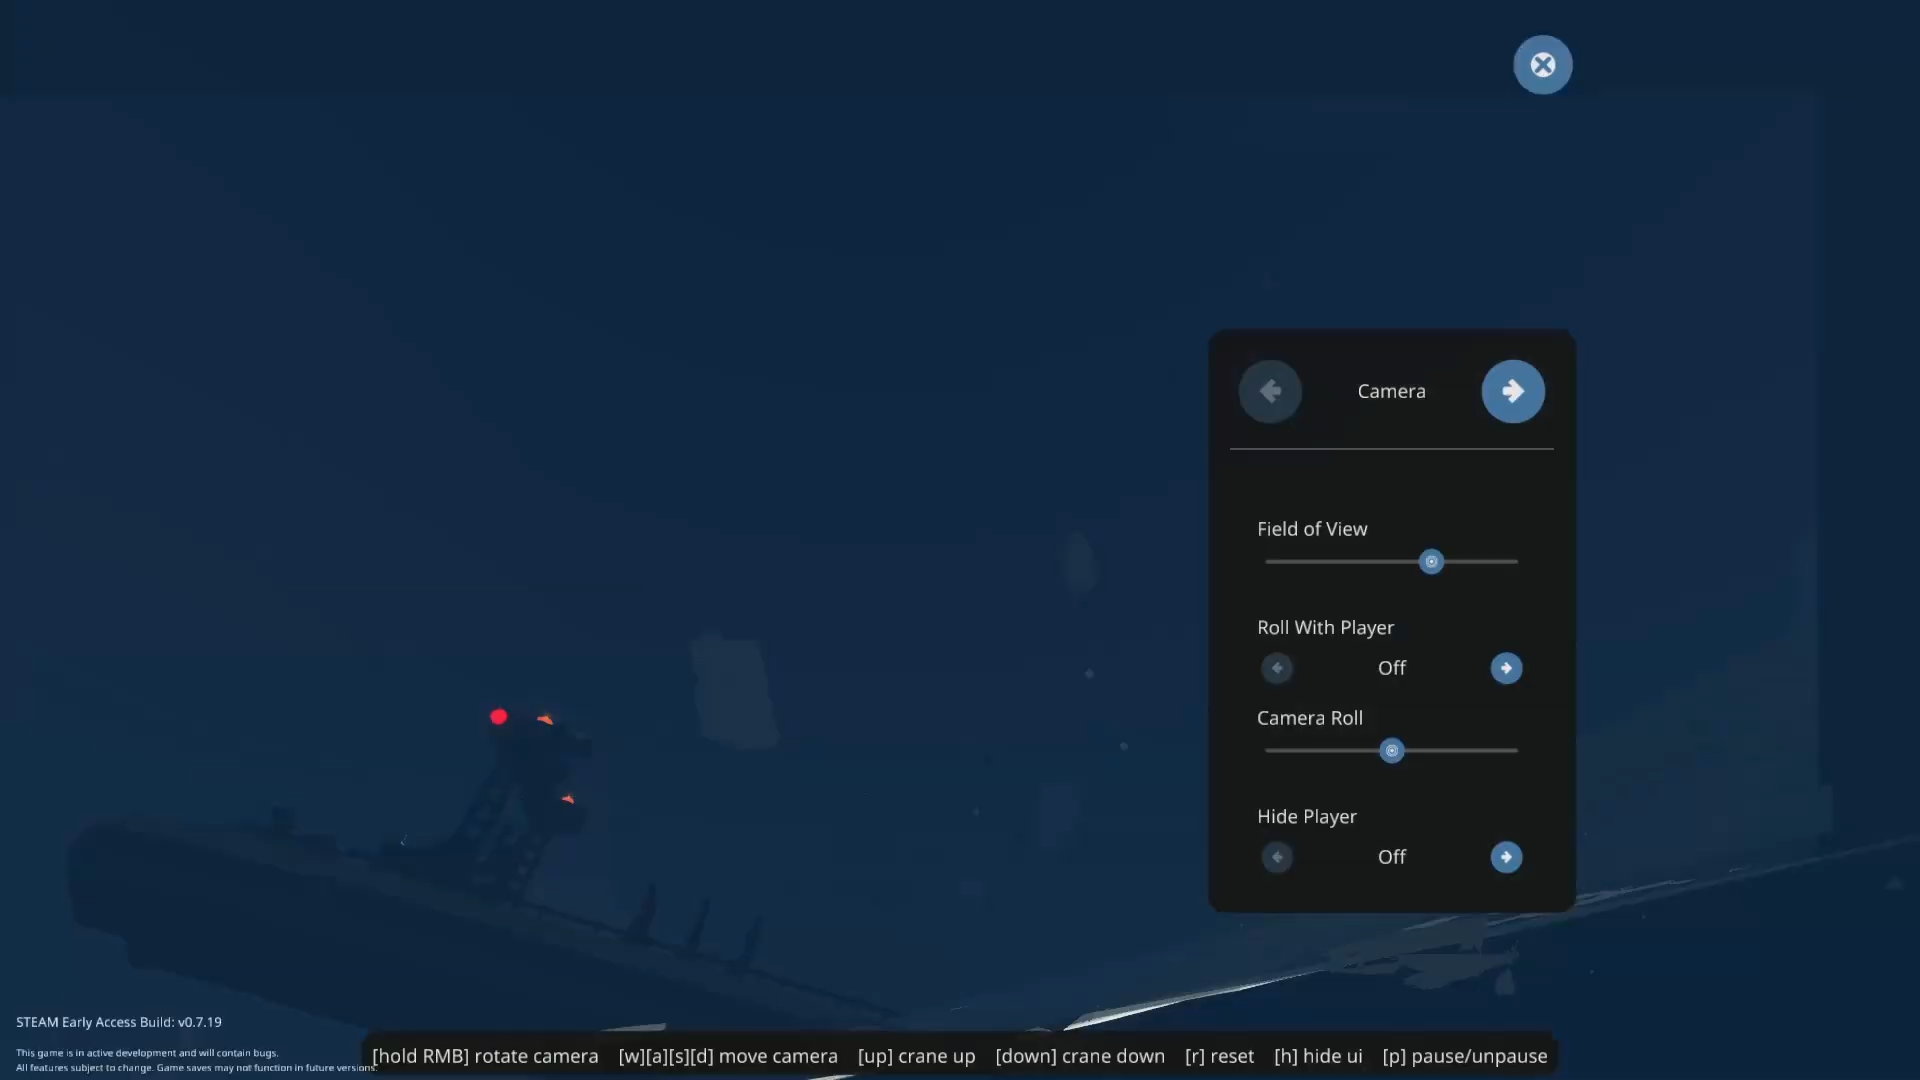 Camera
Field of View
Roll With Player
Off
Camera Roll
Hide Player
Off
STEAM Early Access Build: v0.7.19
This game is in active development and will contain bugs.
All features subject to change. Game saves may not function in future versions.
[hold RMB] rotate camera [w][a][s][d] move camera [up] crane up [down] crane down [r] reset [h] hide ui [p] pause/unpause